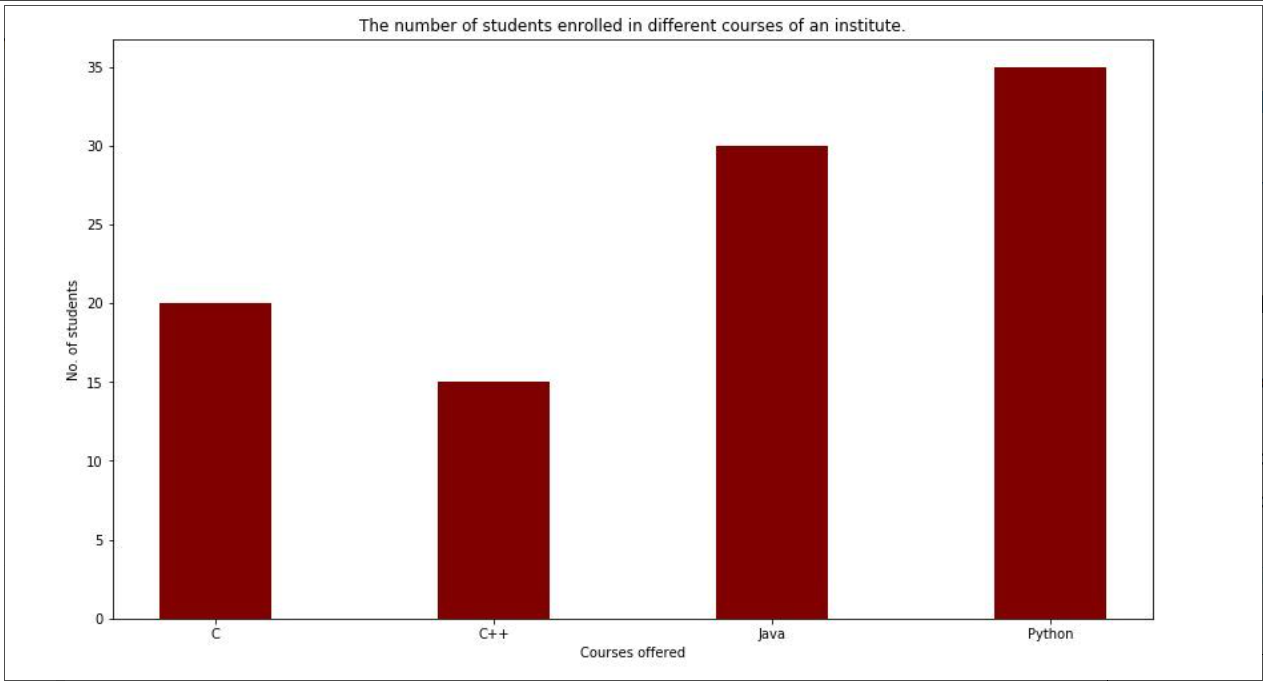 The number of students enrolled in different courses of an institute.
35
30
25
20
15
10
5
0
No. of students
C C++ Java Python
Courses offered